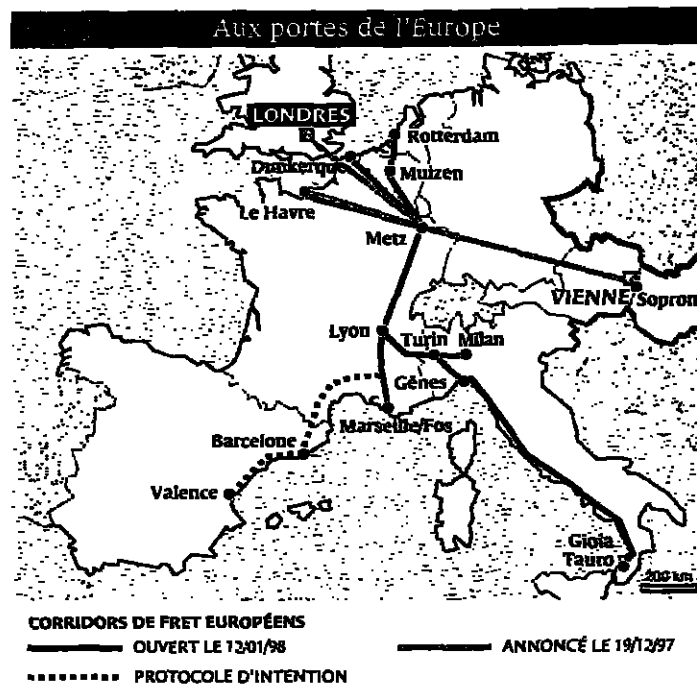 Aux portes de l'Europe
LONDRES
Rotterdam
Dunkerque
Muizen
Le Havre
Metz
VIENNE/Sopron
Lyon
Turin
Milan
Gênes
Marseille/Fos
Barcelone
Valence
Gioia
Tauro
200 km
CORRIDORS DE FRET EUROPÉENS
OUVERT LE 12/01/98
ANNONCÉ LE 19/12/97
PROTOCOLE D'INTENTION